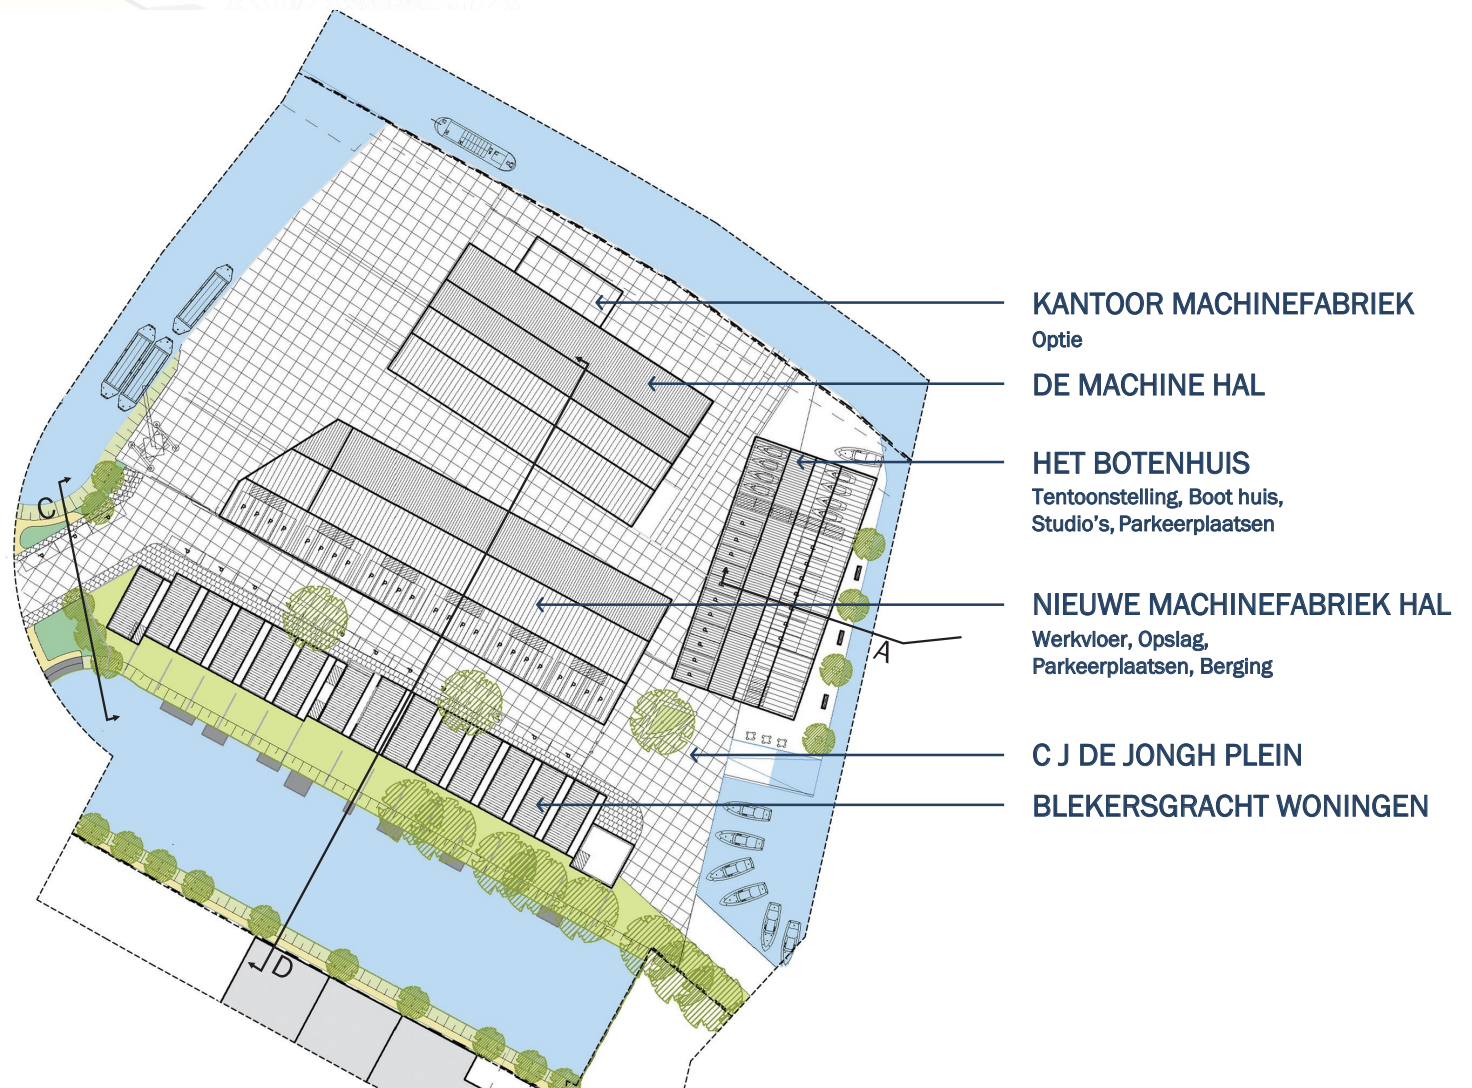 KANTOOR MACHINEFABRIEK
Optie
DE MACHINE HAL
HET BOTENHUIS
Tentoonstelling, Boot huis,
Studio's, Parkeerplaatsen
NIEUWE MACHINEFABRIEK HAL
Werkvloer, Opslag,
Parkeerplaatsen, Berging
C J DE JONGH PLEIN
BLEKERSGRACHT WONINGEN
C
A
D